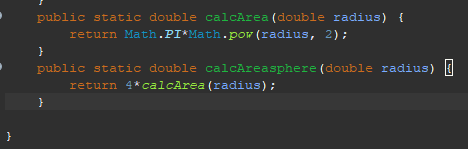 }
public static double calcArea(double radius) {
return Math.PI*Math.pow(radius, 2);
}
public static double calcAreasphere(double radius) {
return 4*calcArea(radius);
}
}